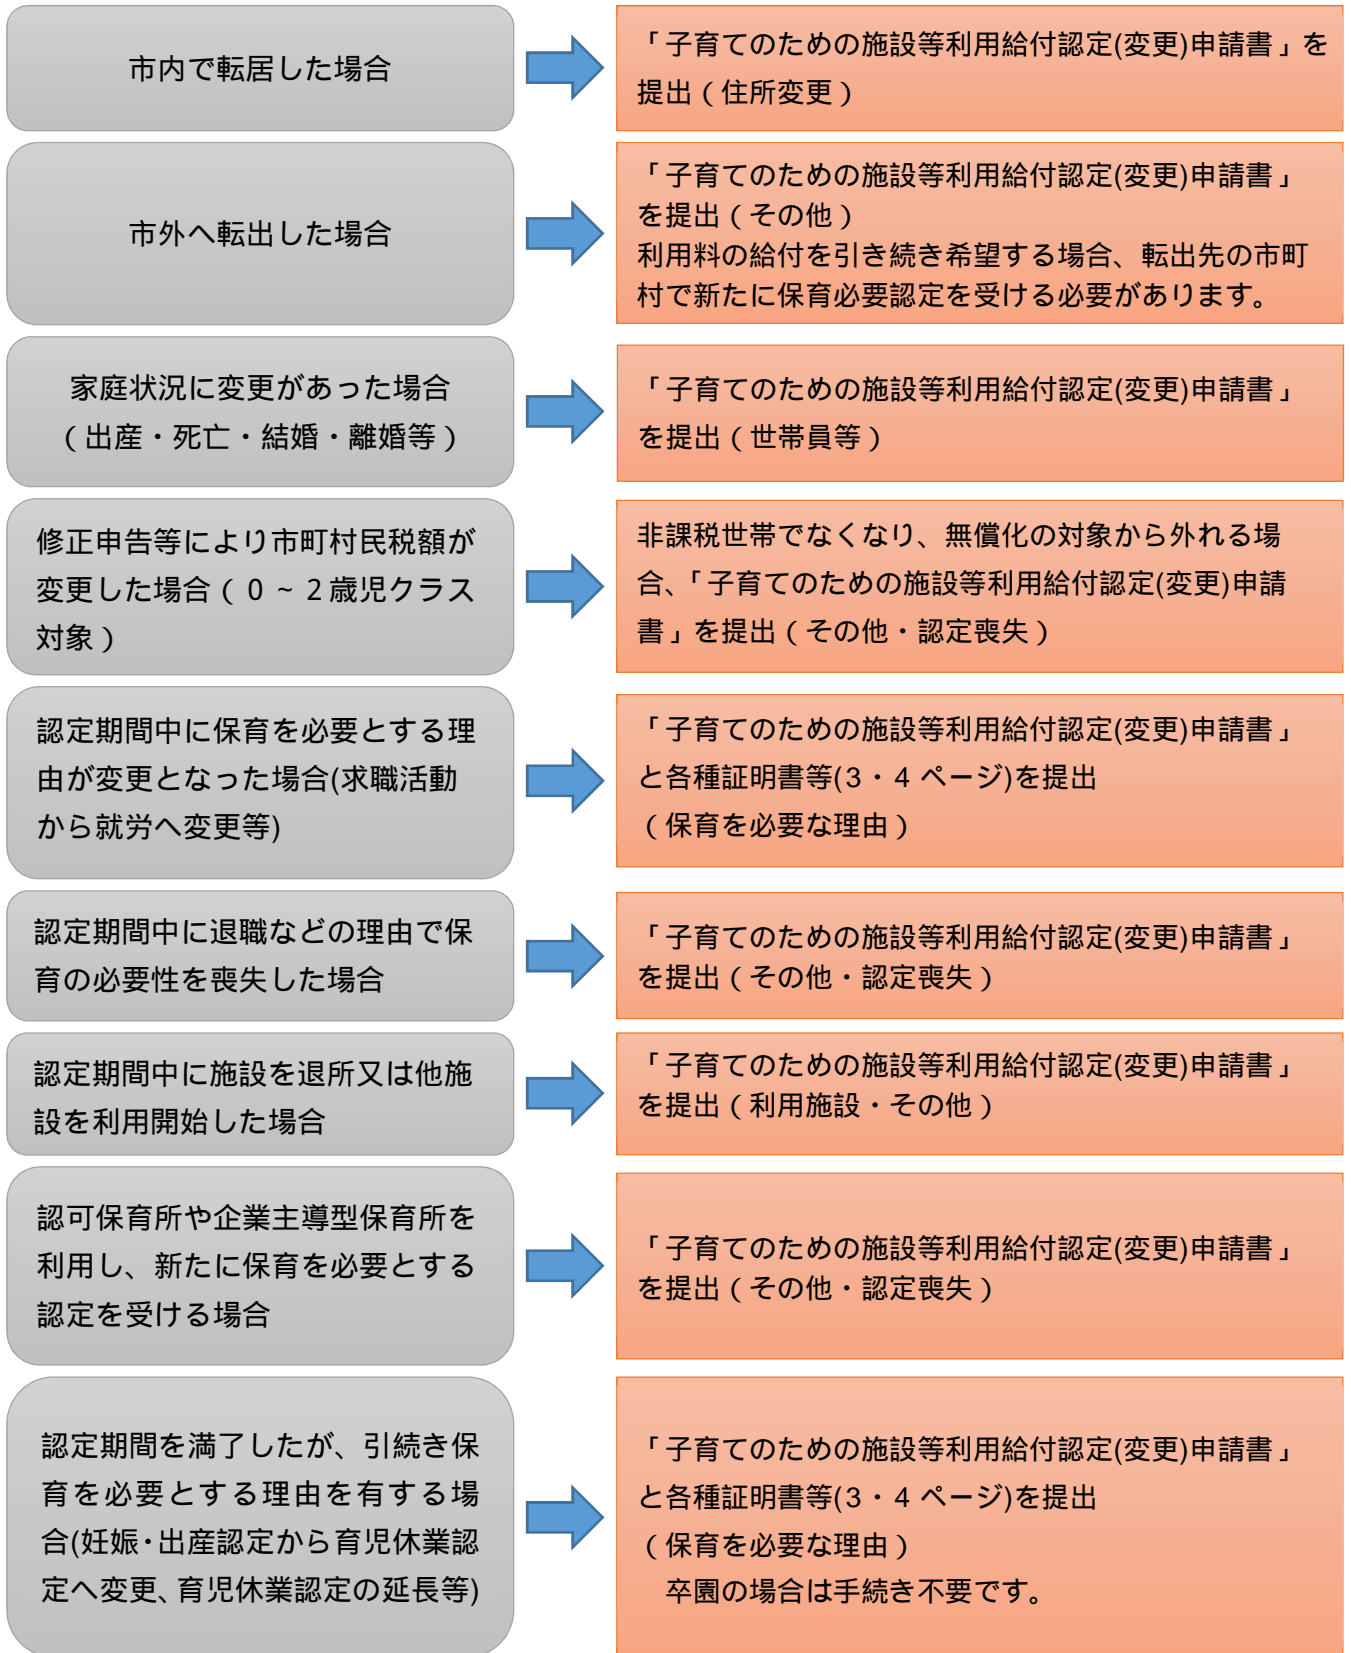 市内で転居した場合
「子育てのための施設等利用給付認定(変更)申請書」を
提出（住所変更）
市外へ転出した場合
「子育てのための施設等利用給付認定(変更)申請書」
を提出（その他）
利用料の給付を引き続き希望する場合、転出先の市町
村で新たに保育必要認定を受ける必要があります。
家庭状況に変更があった場合
（出産・死亡・結婚・離婚等）
「子育てのための施設等利用給付認定(変更)申請書」
を提出（世帯員等）
修正申告等により市町村民税額が
変更した場合（０～２歳児クラス
対象）
非課税世帯でなくなり、無償化の対象から外れる場
合、「子育てのための施設等利用給付認定(変更)申請
書」を提出（その他・認定喪失）
認定期間中に保育を必要とする理
由が変更となった場合(求職活動
から就労へ変更等)
「子育てのための施設等利用給付認定(変更)申請書」
と各種証明書等(3・4 ページ)を提出
（保育を必要な理由）
認定期間中に退職などの理由で保
育の必要性を喪失した場合
「子育てのための施設等利用給付認定(変更)申請書」
を提出（その他・認定喪失）
認定期間中に施設を退所又は他施
設を利用開始した場合
「子育てのための施設等利用給付認定(変更)申請書」
を提出（利用施設・その他）
認可保育所や企業主導型保育所を
利用し、新たに保育を必要とする
認定を受ける場合
「子育てのための施設等利用給付認定(変更)申請書」
を提出（その他・認定喪失）
認定期間を満了したが、引続き保
育を必要とする理由を有する場
合(妊娠・出産認定から育児休業認
定へ変更、育児休業認定の延長等)
「子育てのための施設等利用給付認定(変更)申請書」
と各種証明書等(3・4 ページ)を提出
（保育を必要な理由）
卒園の場合は手続き不要です。